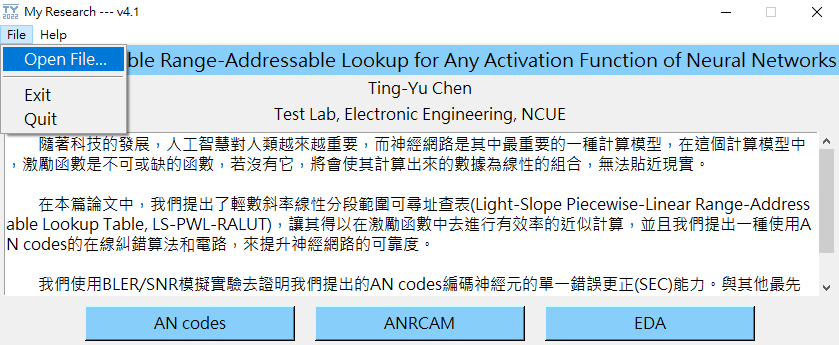 TY 2022 My Research --- v4.1
File Help
Open File...
Exit
Quit
ble Range-Addressable Lookup for Any Activation Function of Neural Networks
Ting-Yu Chen
Test Lab, Electronic Engineering, NCUE
隨著科技的發展，人工智慧對人類越來越重要，而神經網路是其中最重要的一種計算模型，在這個計算模型中
，激勵函數是不可或缺的函數，若沒有它，將會使其計算出來的數據為線性的組合，無法貼近現實。
在本篇論文中，我們提出了輕數斜率線性分段範圍可尋址查表(Light-Slope Piecewise-Linear Range-Address
able Lookup Table, LS-PWL-RALUT)，讓其得以在激勵函數中去進行有效率的近似計算，並且我們提出一種使用A
N codes的在線糾錯算法和電路，來提升神經網路的可靠度。
我們使用BLER/SNR模擬實驗去證明我們提出的AN codes編碼神經元的單一錯誤更正(SEC)能力。與其他最先
AN codes
ANRCAM
EDA